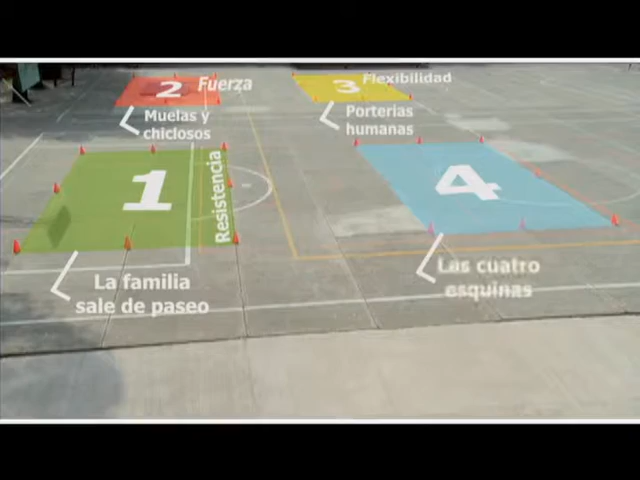 2 Fuerza
Muelas y
chiclosos
3 Flexibilidad
Porterias
humanas
1 Resistencia
La familia
sale de paseo
4
Las cuatro
esquinas